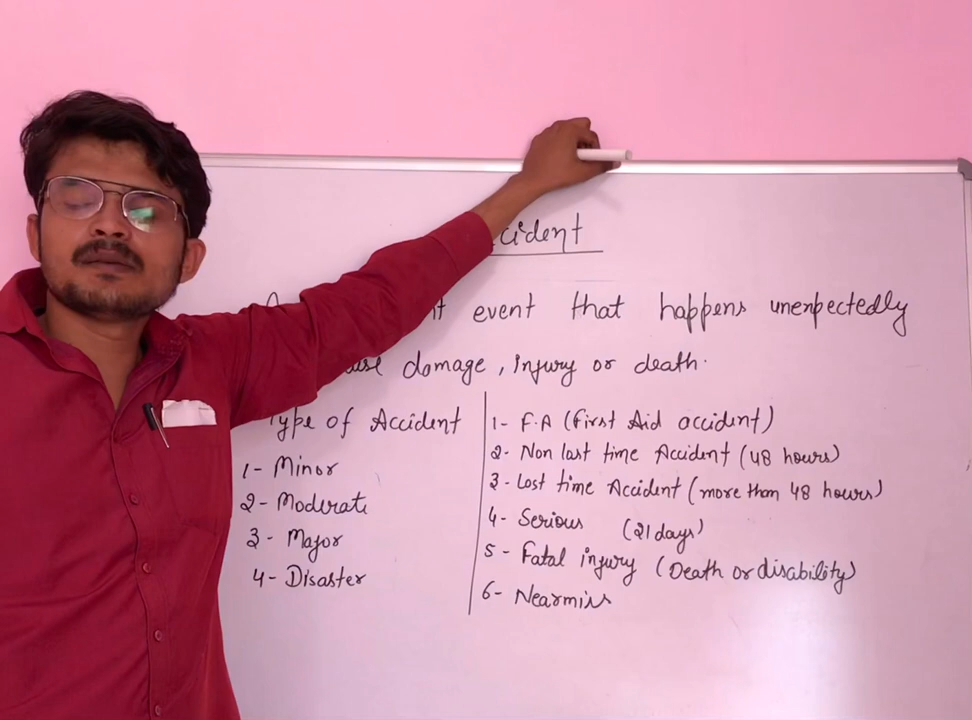 cident
event that happens unexpectedly
damage, injury or death.
Type of Accident
1- Minor
2- Moderate
3- Major
4- Disaster
1- F.A (First Aid accident)
2- Non last time Accident (48 hours)
3- Lost time Accident (more than 48 hours)
4- Serious (21 days)
5- Fatal injury (Death or disability)
6- Nearmiss